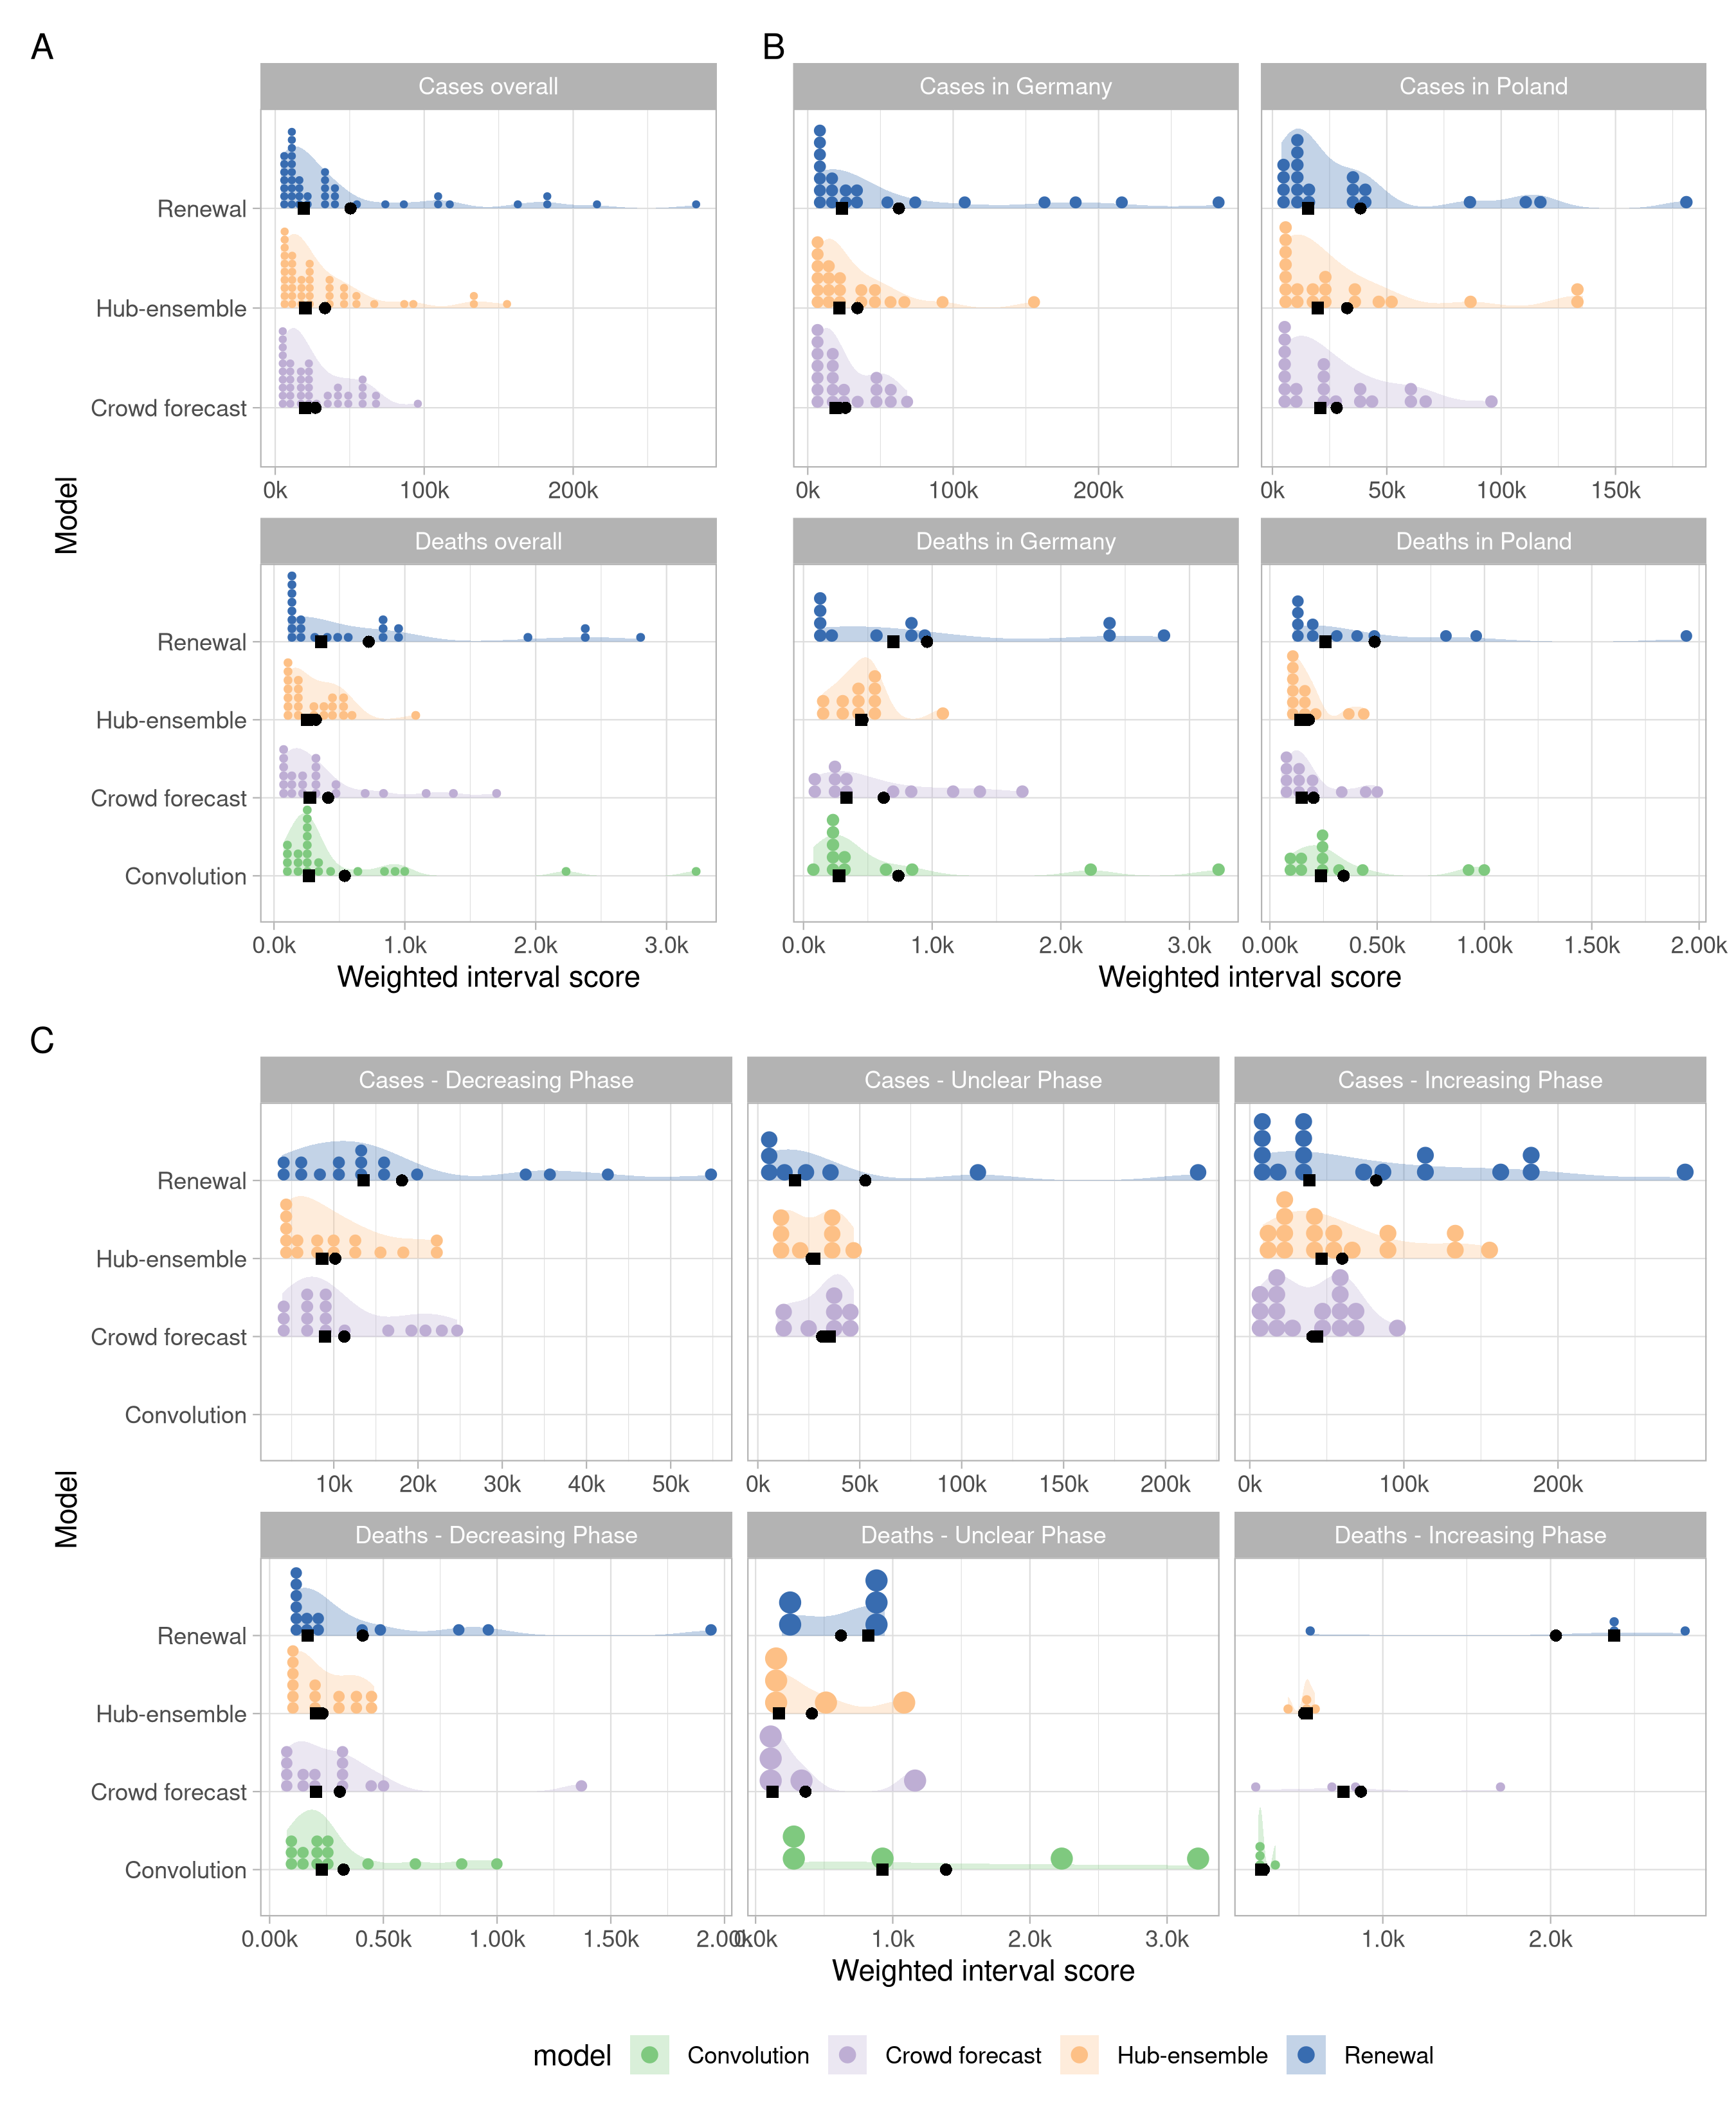 A
B
Cases overall
Cases in Germany
Cases in Poland
Renewal
Hub-ensemble
Crowd forecast
0k 100k 200k
0k 100k 200k
0k 50k 100k 150k
Model
Deaths overall
Deaths in Germany
Deaths in Poland
Renewal
Hub-ensemble
Crowd forecast
Convolution
0.0k 1.0k 2.0k 3.0k
0.0k 1.0k 2.0k 3.0k
0.00k 0.50k 1.00k 1.50k 2.00k
Weighted interval score
Weighted interval score
C
Cases - Decreasing Phase
Cases - Unclear Phase
Cases - Increasing Phase
Renewal
Hub-ensemble
Crowd forecast
Convolution
10k 20k 30k 40k 50k
0k 50k 100k 150k 200k
0k 100k 200k
Model
Deaths - Decreasing Phase
Deaths - Unclear Phase
Deaths - Increasing Phase
Renewal
Hub-ensemble
Crowd forecast
Convolution
0.00k 0.50k 1.00k 1.50k 2.00k
0.0k 1.0k 2.0k 3.0k
1.0k 2.0k
Weighted interval score
model Convolution Crowd forecast Hub-ensemble Renewal